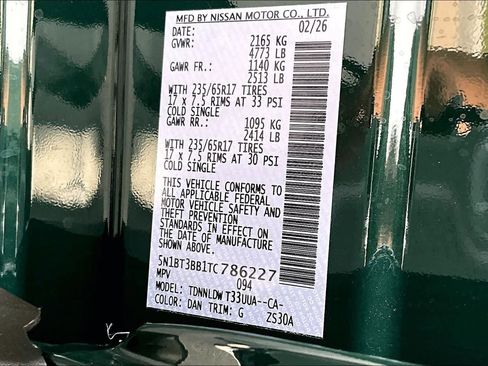 MFD BY NISSAN MOTOR CO., LTD.
DATE: 02/26
GVWR: 2165 KG
4773 LB
GAWR FR.: 1140 KG
2513 LB
WITH 235/65R17 TIRES
17 x 7.5 RIMS AT 33 PSI
COLD SINGLE
GAWR RR.: 1095 KG
2414 LB
WITH 235/65R17 TIRES
17 x 7.5 RIMS AT 30 PSI
COLD SINGLE
THIS VEHICLE CONFORMS TO
ALL APPLICABLE FEDERAL
MOTOR VEHICLE SAFETY AND
THEFT PREVENTION
STANDARDS IN EFFECT ON
THE DATE OF MANUFACTURE
SHOWN ABOVE.
5N1BT3BB1TC786227
MPV 094
MODEL: TDNNLDW T33UUA--CA-
COLOR: DAN TRIM: G ZS30A